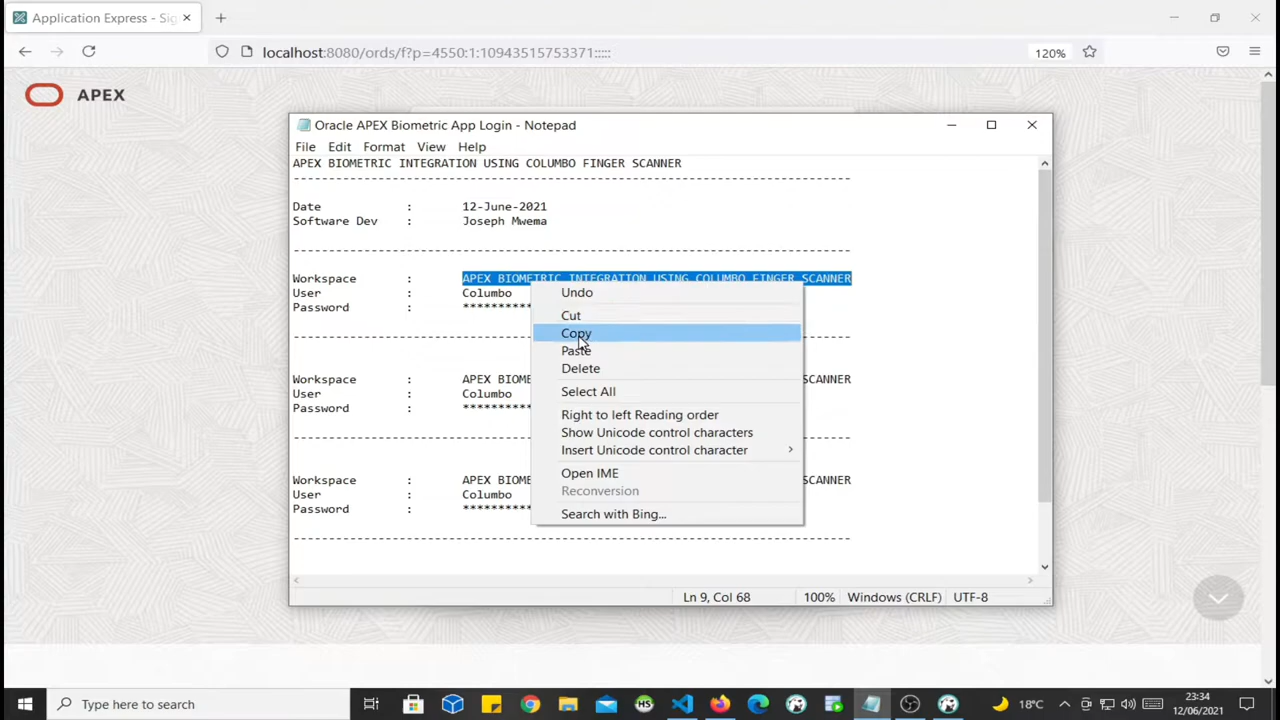 Application Express - Sig
localhost:8080/ords/f?p=4550:1:10943515753371:::::
120%
APEX
Oracle APEX Biometric App Login - Notepad
File Edit Format View Help
APEX BIOMETRIC INTEGRATION USING COLUMBO FINGER SCANNER
-------------------------------------------------------------------------------
Date : 12-June-2021
Software Dev : Joseph Mwema
-------------------------------------------------------------------------------
Workspace : APEX BIOMETRIC INTEGRATION USING COLUMBO FINGER SCANNER
User : Columbo
Password : **********
Undo
Cut
Copy
Paste
Delete
Select All
Right to left Reading order
Show Unicode control characters
Insert Unicode control character
Open IME
Reconversion
Search with Bing...
Workspace : APEX BIOME SCANNER
User : Columbo
Password : **********
Workspace : APEX BIOME SCANNER
User : Columbo
Password : **********
-------------------------------------------------------------------------------
Ln 9, Col 68 100% Windows (CRLF) UTF-8
Type here to search
HS
18°C
23:34
12/06/2021